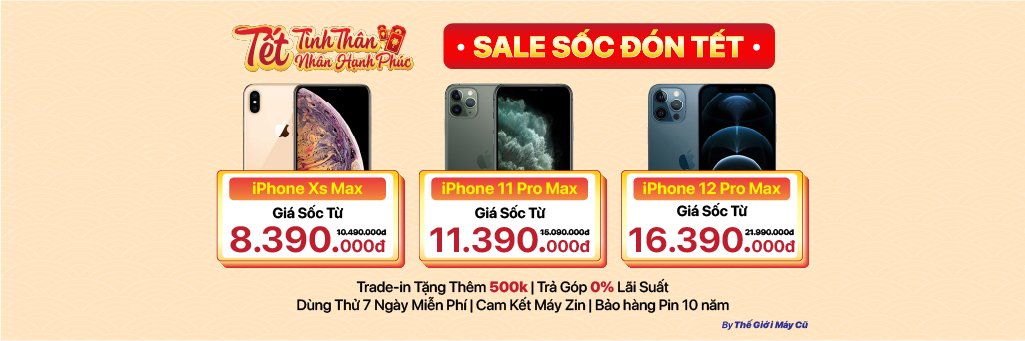 Tết Tình Thân
Nhân Hạnh Phúc
• SALE SỐC ĐÓN TẾT •
iPhone Xs Max
Giá Sốc Từ
10.490.000đ
8.390.000đ
iPhone 11 Pro Max
Giá Sốc Từ
15.090.000đ
11.390.000đ
iPhone 12 Pro Max
Giá Sốc Từ
21.990.000đ
16.390.000đ
Trade-in Tặng Thêm 500k | Trả Góp 0% Lãi Suất
Dùng Thử 7 Ngày Miễn Phí | Cam Kết Máy Zin | Bảo hàng Pin 10 năm
By Thế Giới Máy Cũ